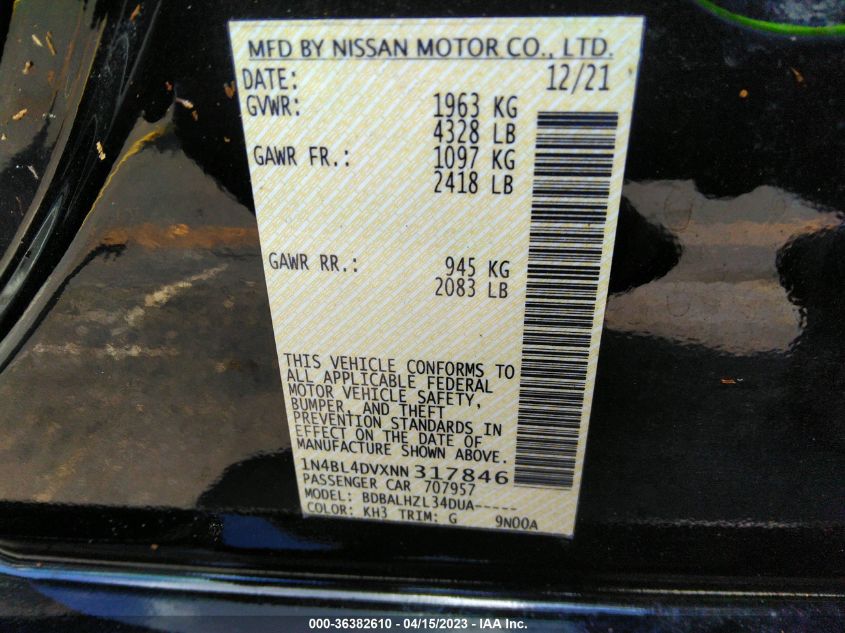 MFD BY NISSAN MOTOR CO., LTD.
DATE: 12/21
GVWR: 1963 KG
4328 LB
GAWR FR.: 1097 KG
2418 LB
GAWR RR.: 945 KG
2083 LB
THIS VEHICLE CONFORMS TO
ALL APPLICABLE FEDERAL
MOTOR VEHICLE SAFETY,
BUMPER, AND THEFT
PREVENTION STANDARDS IN
EFFECT ON THE DATE OF
MANUFACTURE SHOWN ABOVE.
1N4BL4DVXNN317846
PASSENGER CAR 707957
MODEL: BDBALHZL34DUA-----
COLOR: KH3 TRIM: G 9N00A
000-36382610 - 04/15/2023 - IAA Inc.